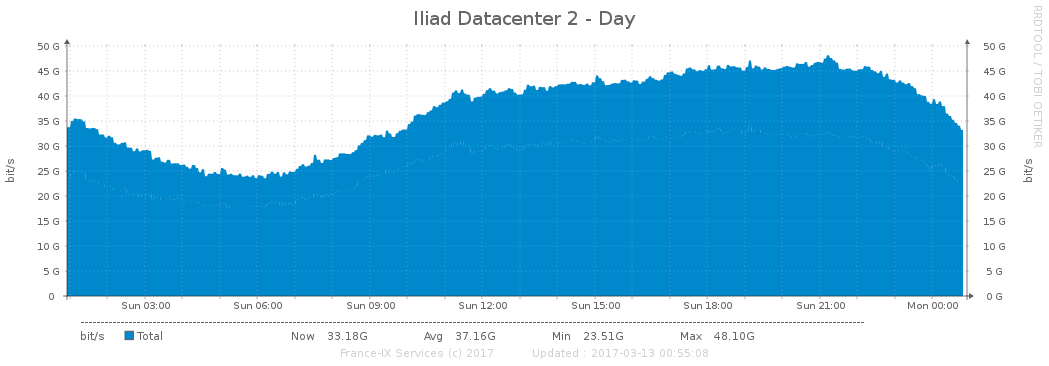 Iliad Datacenter 2 - Day
RRDTOOL / TOBI OETIKER
50 G 50 G
45 G 45 G
40 G 40 G
35 G 35 G
30 G 30 G
25 G 25 G
20 G 20 G
15 G 15 G
10 G 10 G
5 G 5 G
0 0 G
bit/s bit/s
Sun 03:00 Sun 06:00 Sun 09:00 Sun 12:00 Sun 15:00 Sun 18:00 Sun 21:00 Mon 00:00
bit/s Total Now 33.18G Avg 37.16G Min 23.51G Max 48.10G
France-IX Services (c) 2017 Updated : 2017-03-13 00:55:08